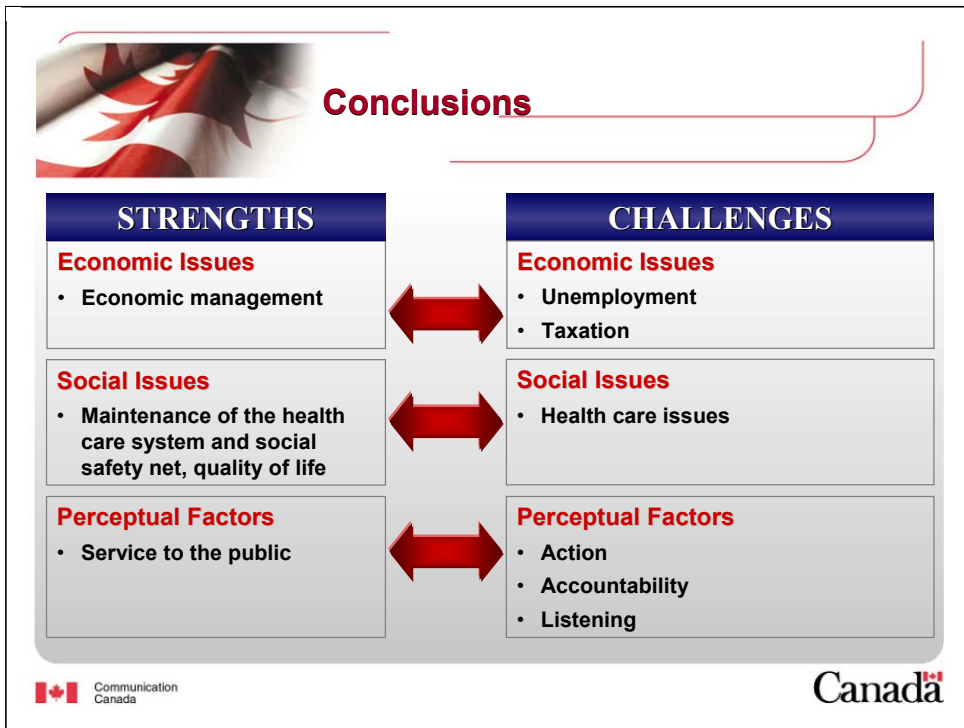 Conclusions
STRENGTHS
Economic Issues
• Economic management
Social Issues
• Maintenance of the health
care system and social
safety net, quality of life
Perceptual Factors
• Service to the public
CHALLENGES
Economic Issues
• Unemployment
• Taxation
Social Issues
• Health care issues
Perceptual Factors
• Action
• Accountability
• Listening
Communication
Canada
Canada